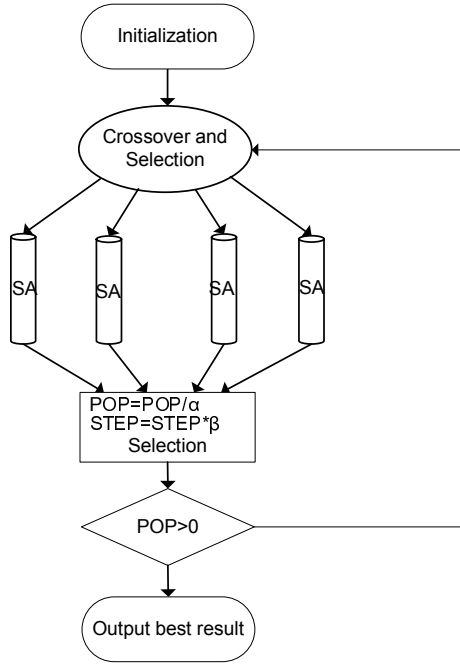 Initialization
Crossover and
Selection
SA
SA
SA
SA
POP=POP/α
STEP=STEP*β
Selection
POP>0
Output best result